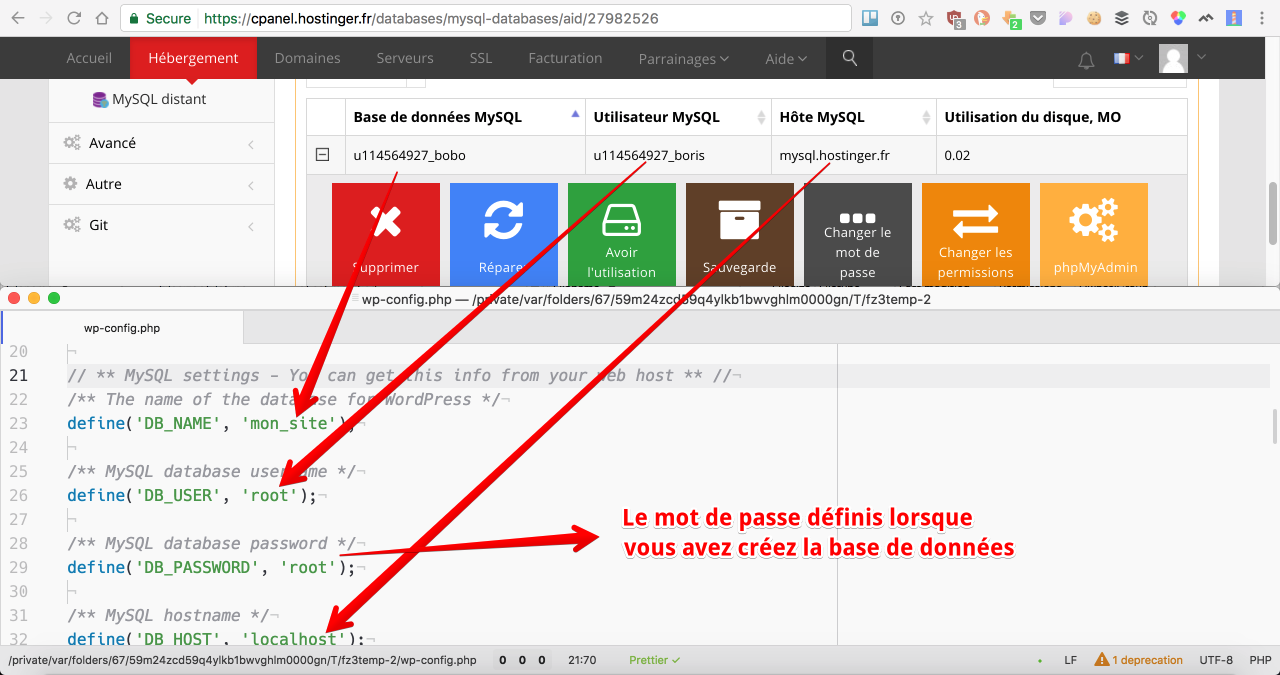 Secure https://cpanel.hostinger.fr/databases/mysql-databases/aid/27982526
3 2
Accueil Hébergement Domaines Serveurs SSL Facturation Parrainages Aide
MySQL distant
Avancé
Autre
Git
Base de données MySQL Utilisateur MySQL Hôte MySQL Utilisation du disque, MO
u114564927_bobo u114564927_boris mysql.hostinger.fr 0.02
Supprimer
Réparer
Avoir
l'utilisation
Sauvegarde
Changer le
mot de
passe
Changer les
permissions
phpMyAdmin
wp-config.php — /private/var/folders/67/59m24zcd59q4ylkb1bwvghlm0000gn/T/fz3temp-2
wp-config.php
20 ¬
21 // ** MySQL settings - You can get this info from your web host ** //¬
22 /** The name of the database for WordPress */¬
23 define('DB_NAME', 'mon_site');¬
24 ¬
25 /** MySQL database username */¬
26 define('DB_USER', 'root');¬
27 ¬
28 /** MySQL database password */¬
29 define('DB_PASSWORD', 'root');¬
30 ¬
31 /** MySQL hostname */¬
32 define('DB_HOST', 'localhost');¬
Le mot de passe définis lorsque
vous avez créez la base de données
/private/var/folders/67/59m24zcd59q4ylkb1bwvghlm0000gn/T/fz3temp-2/wp-config.php 0 0 0 21:70 Prettier ✓ LF 1 deprecation UTF-8 PHP